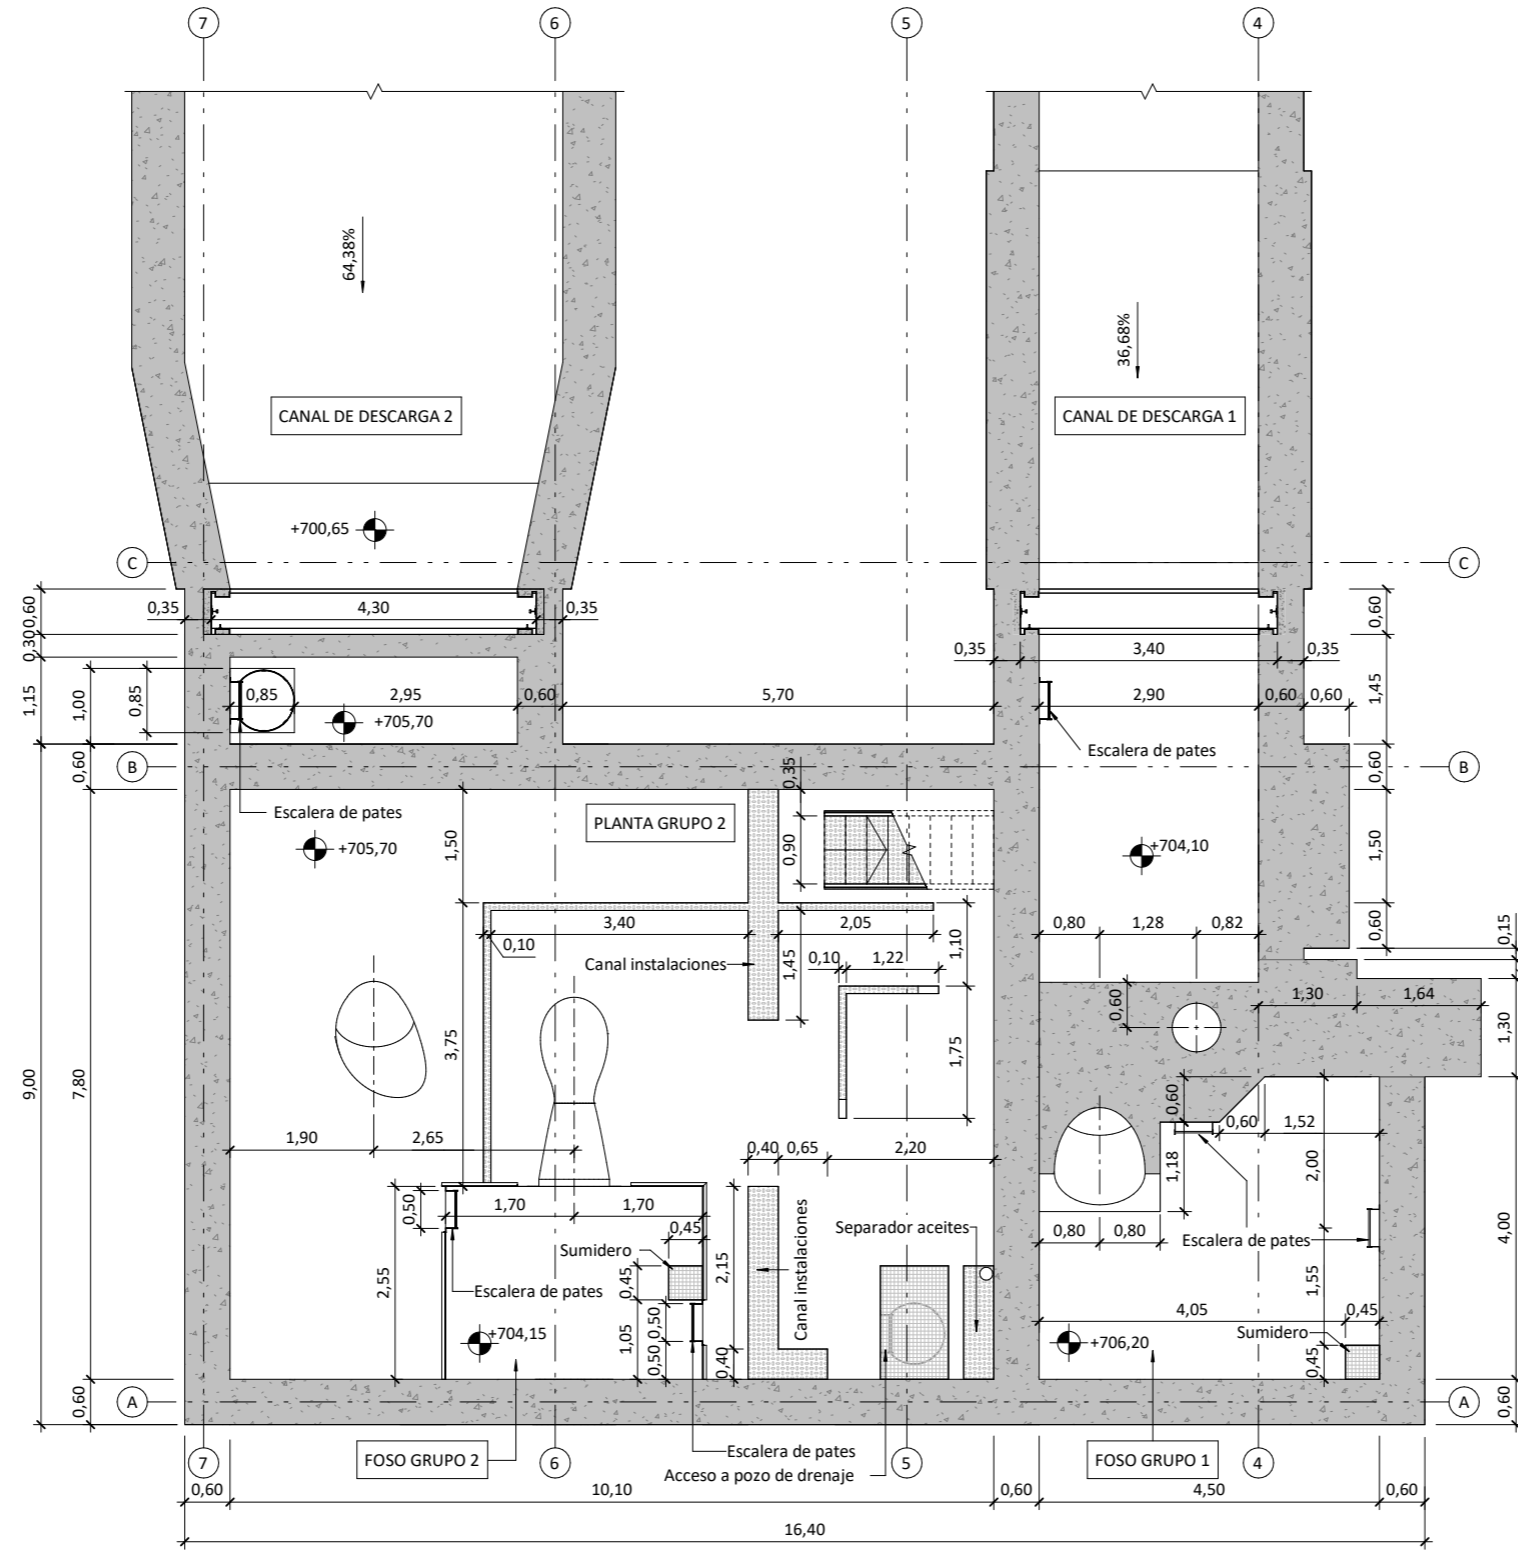 7 6 5 4
64,38%
36,68%
CANAL DE DESCARGA 2 CANAL DE DESCARGA 1
+700,65
C C
0,60 0,35 4,30 0,35 0,60
0,30 0,35 3,40 0,35
1,15 1,00 0,85 0,85 2,95 0,60 5,70 2,90 0,60 0,60 1,45
+705,70
Escalera de pates
0,60 B 0,35 0,60 B
Escalera de pates
PLANTA GRUPO 2
+705,70
1,50 0,90 +704,10 1,50
3,40 2,05 0,80 1,28 0,82 0,60 0,15
0,10 1,10
Canal instalaciones 1,45 0,10 1,22
0,60 1,30 1,64
3,75 1,75 1,30
9,00 7,80
0,60
0,60 1,52
1,90 2,65 0,40 0,65 2,20 1,18 2,00
0,50 1,70 1,70
0,45 Separador aceites 0,80 0,80 Escalera de pates 4,00
Sumidero
2,55 0,45 2,15 Canal instalaciones 1,55
Escalera de pates
4,05 0,45
0,50
+704,15 1,05 +706,20 Sumidero
0,50 0,40 0,45
0,60 A A 0,60
FOSO GRUPO 2 Escalera de pates FOSO GRUPO 1
Acceso a pozo de drenaje
7 6 5 4
0,60 10,10 0,60 4,50 0,60
16,40